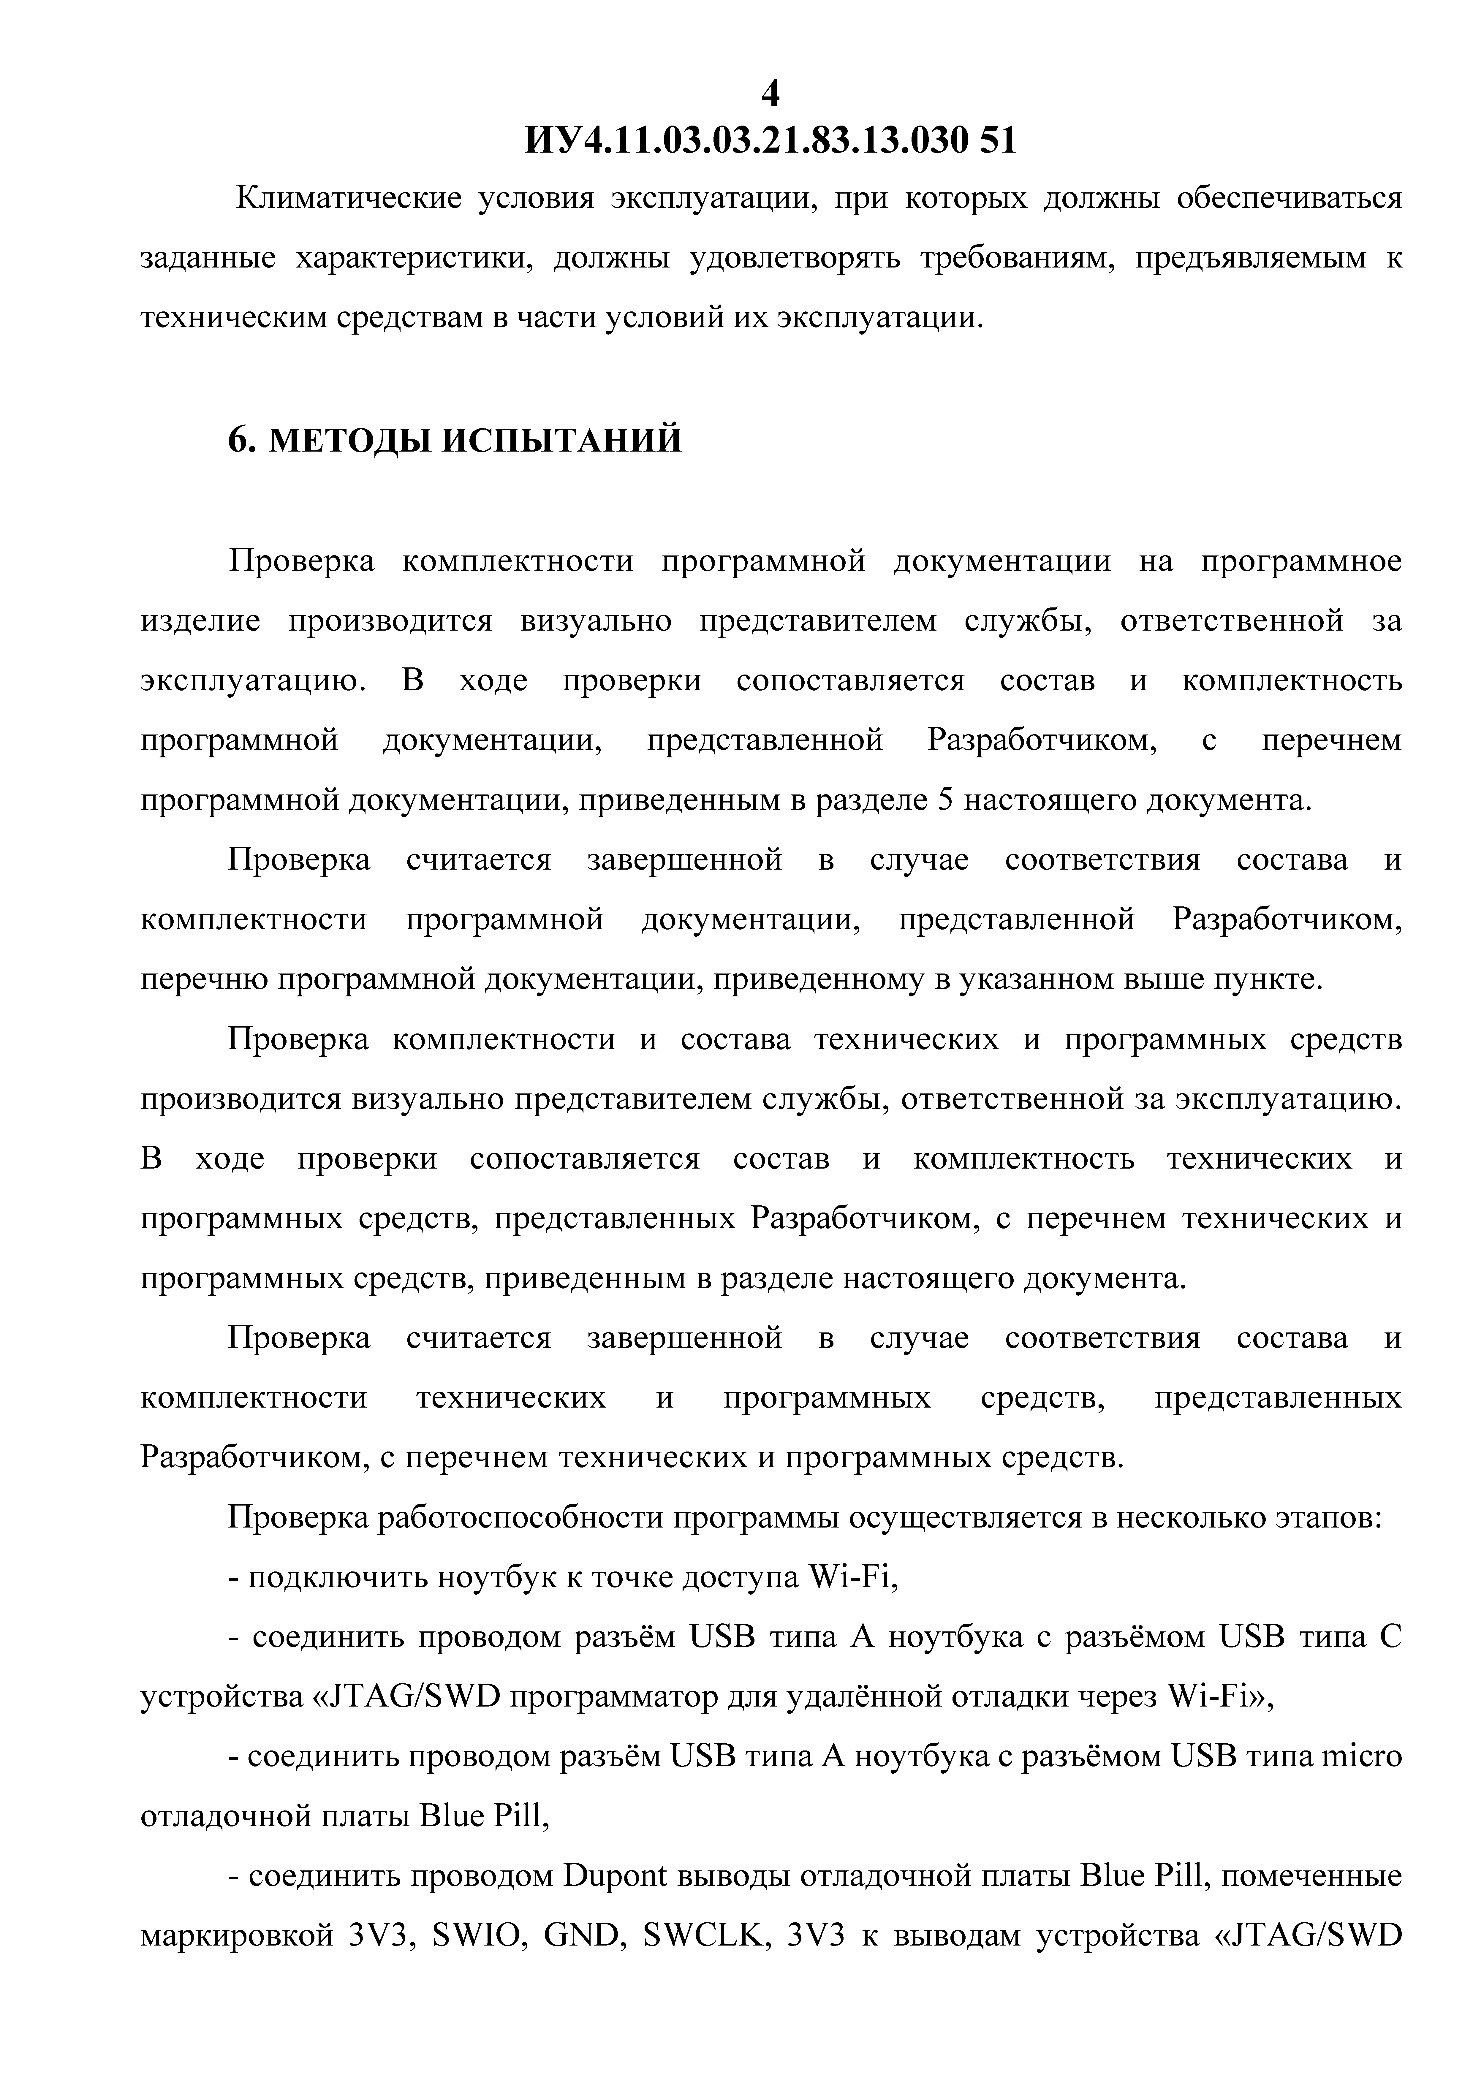 4
ИУ4.11.03.03.21.83.13.030 51
Климатические условия эксплуатации, при которых должны обеспечиваться
заданные характеристики, должны удовлетворять требованиям, предъявляемым к
техническим средствам в части условий их эксплуатации.
6. МЕТОДЫ ИСПЫТАНИЙ
Проверка комплектности программной документации на программное
изделие производится визуально представителем службы, ответственной за
эксплуатацию. В ходе проверки сопоставляется состав и комплектность
программной документации, представленной Разработчиком, с перечнем
программной документации, приведенным в разделе 5 настоящего документа.
Проверка считается завершенной в случае соответствия состава и
комплектности программной документации, представленной Разработчиком,
перечню программной документации, приведенному в указанном выше пункте.
Проверка комплектности и состава технических и программных средств
производится визуально представителем службы, ответственной за эксплуатацию.
В ходе проверки сопоставляется состав и комплектность технических и
программных средств, представленных Разработчиком, с перечнем технических и
программных средств, приведенным в разделе настоящего документа.
Проверка считается завершенной в случае соответствия состава и
комплектности технических и программных средств, представленных
Разработчиком, с перечнем технических и программных средств.
Проверка работоспособности программы осуществляется в несколько этапов:
- подключить ноутбук к точке доступа Wi-Fi,
- соединить проводом разъём USB типа A ноутбука с разъёмом USB типа C
устройства «JTAG/SWD программатор для удалённой отладки через Wi-Fi»,
- соединить проводом разъём USB типа A ноутбука с разъёмом USB типа micro
отладочной платы Blue Pill,
- соединить проводом Dupont выводы отладочной платы Blue Pill, помеченные
маркировкой 3V3, SWIO, GND, SWCLK, 3V3 к выводам устройства «JTAG/SWD